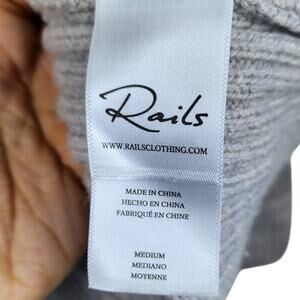 Rails
WWW.RAILSCLOTHING.COM
MADE IN CHINA
HECHO EN CHINA
FABRIQUÉ EN CHINE
MEDIUM
MEDIANO
MOYENNE